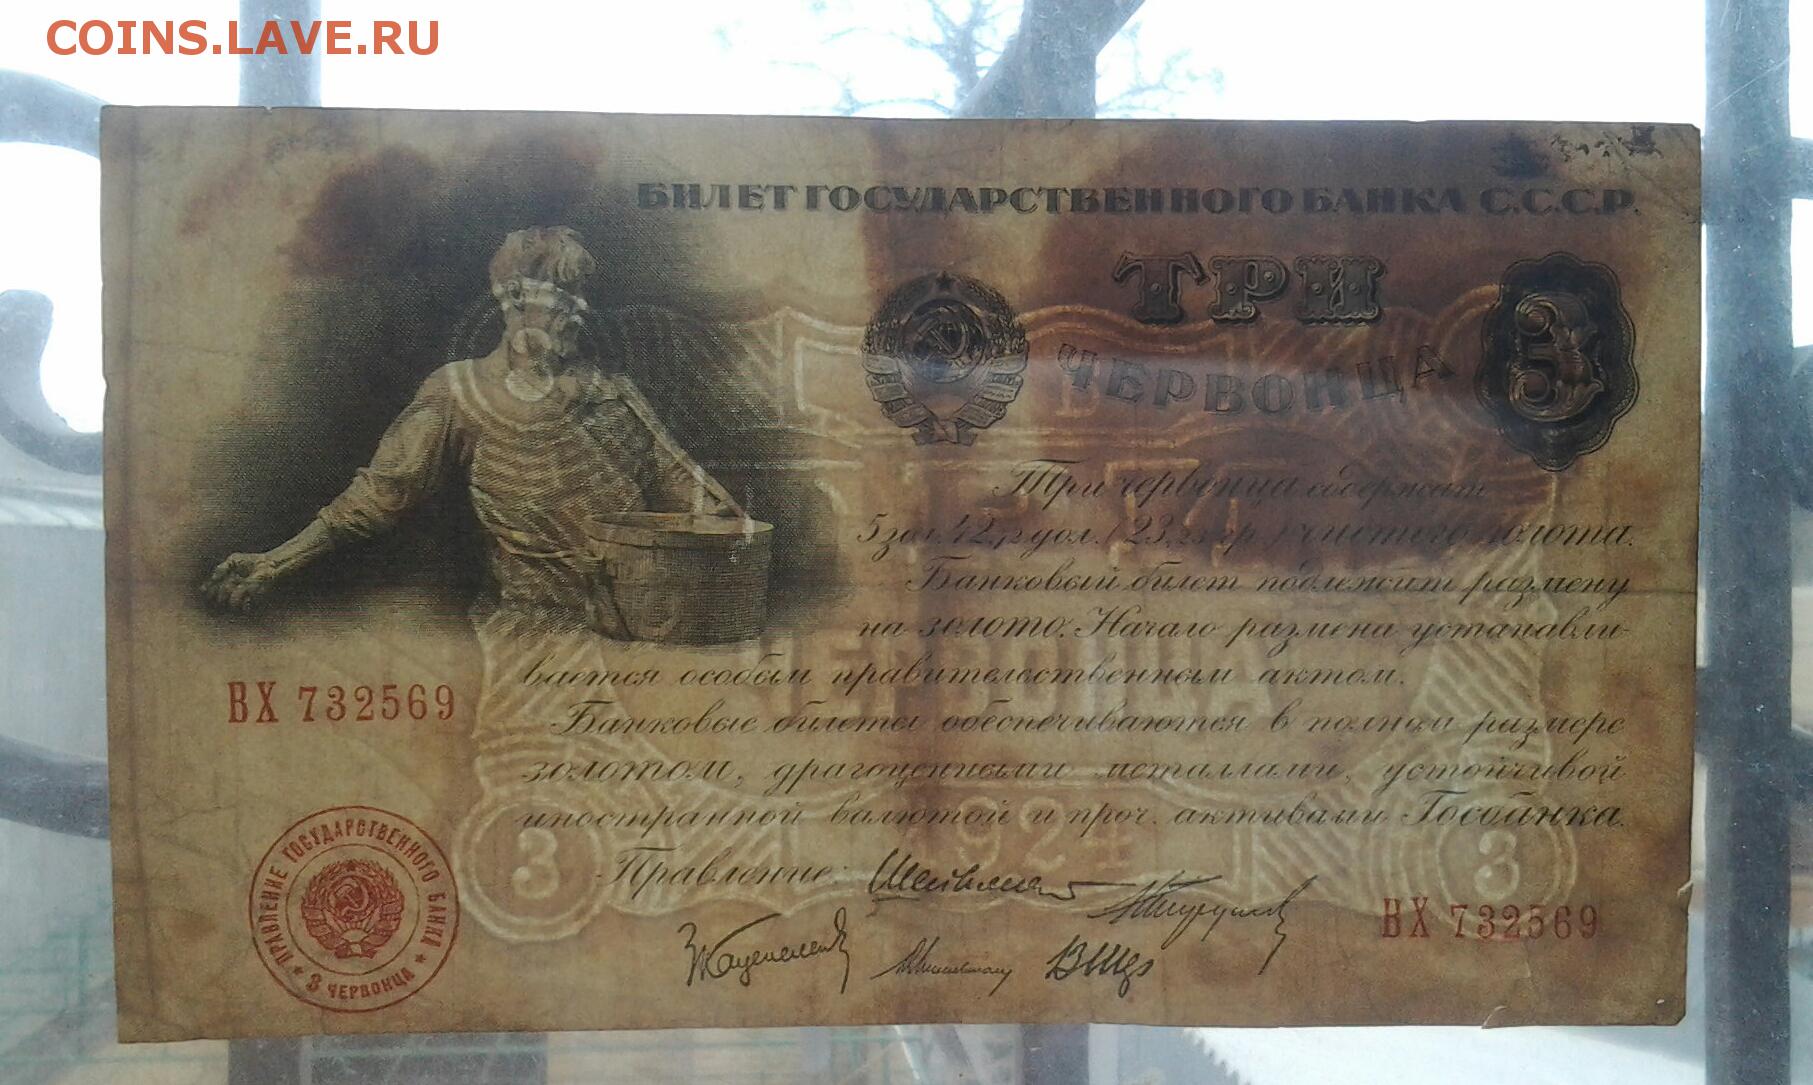 COINS.LAVE.RU
БИЛЕТ ГОСУДАРСТВЕННОГО БАНКА С.С.С.Р.
ТРИ
3
ЧЕРВОНЦА
Три червонца содержат
5 зол. 42,12 дол. (23,23 гр.) чистого золота.
Банковый билет подлежит размену
на золото. Начало размена устанавли-
вается особым правительственным актом.
ВХ 732569
Банковые билеты обеспечиваются в полном размере
золотом, драгоценными металлами, устойчивой
иностранной валютой и проч. активами Госбанка.
ЧЕРВОНЦА
1924
3
3
Правление:
ВХ 732569
ПРАВЛЕНИЕ ГОСУДАРСТВЕННОГО БАНКА
3 ЧЕРВОНЦА